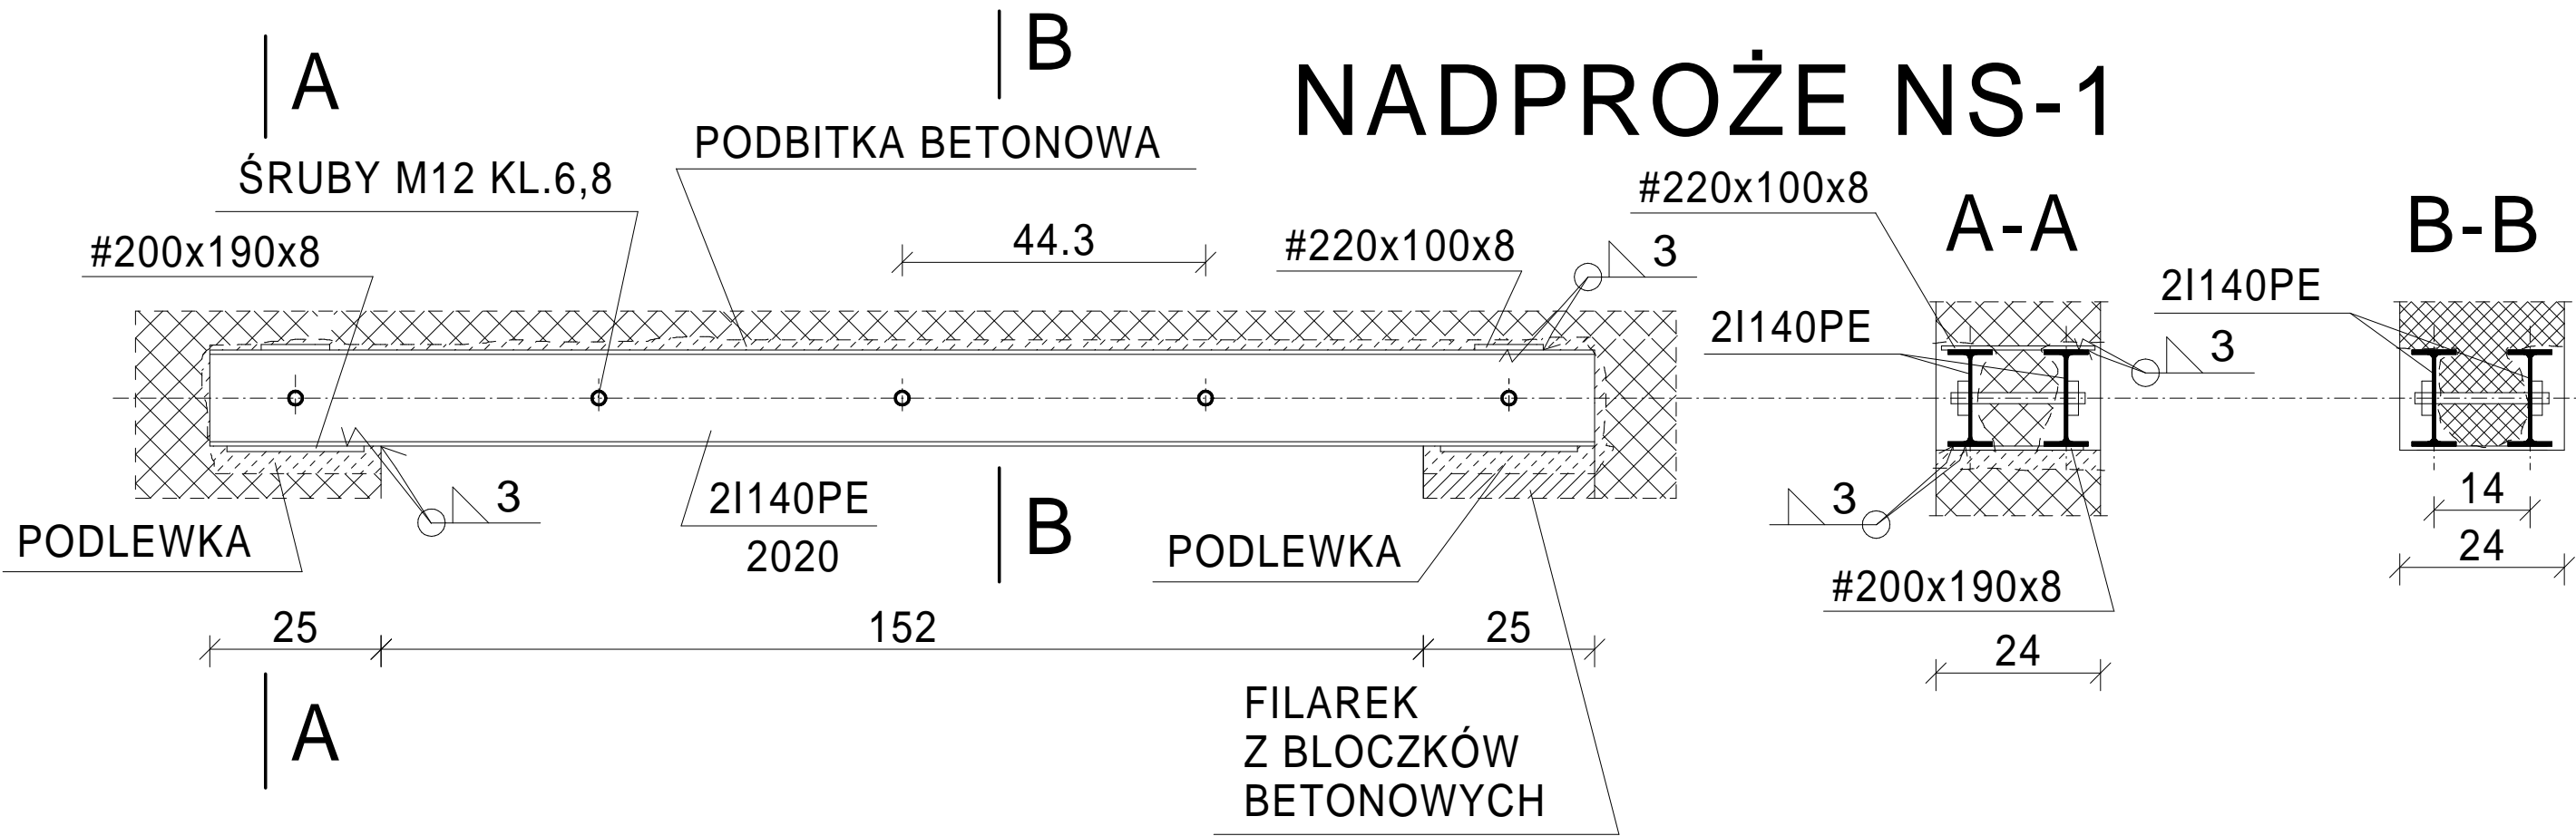 A
B
NADPROŻE NS-1
PODBITKA BETONOWA
ŚRUBY M12 KL.6,8
#220x100x8
A-A
B-B
#200x190x8
44.3
#220x100x8
3
2I140PE
2I140PE
3
14
24
3
2I140PE
2020
B
PODLEWKA
PODLEWKA
3
#200x190x8
25
152
25
24
A
FILAREK
Z BLOCZKÓW
BETONOWYCH